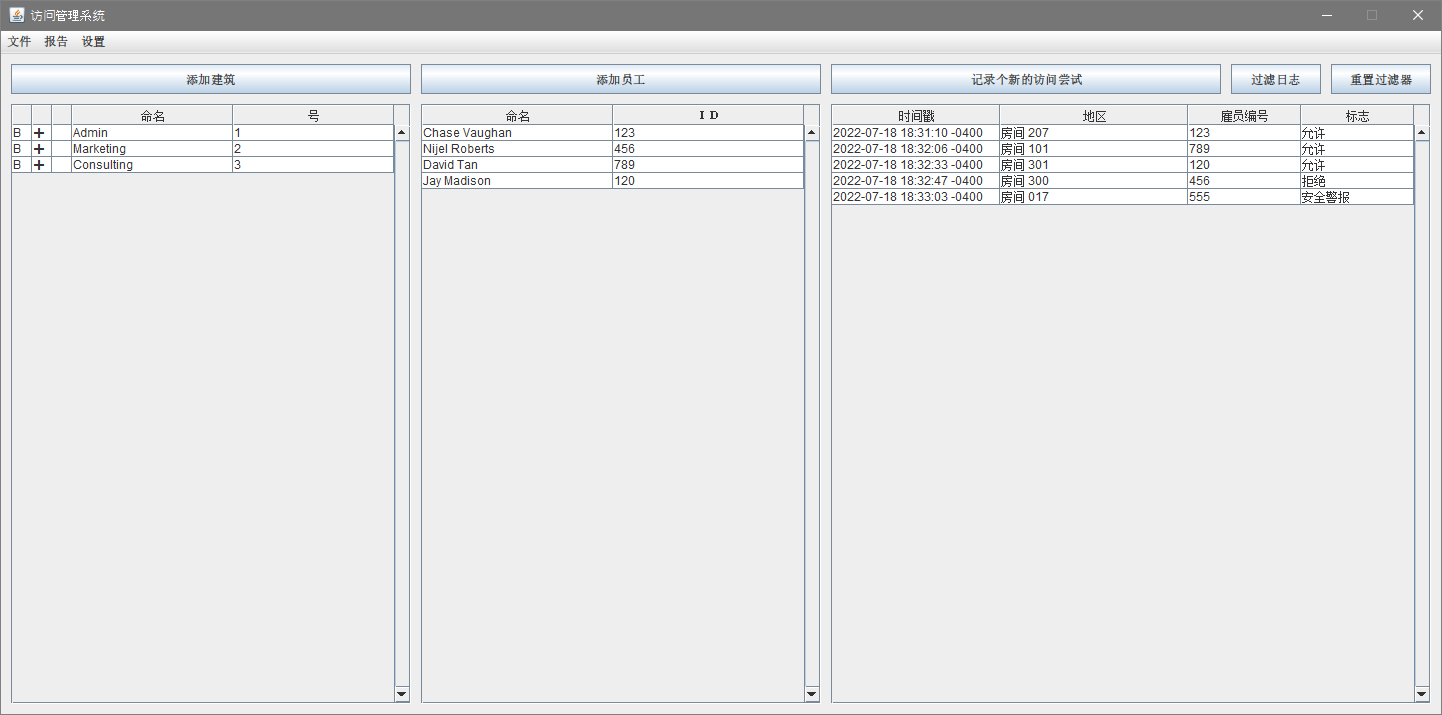 访问管理系统
文件 报告 设置
添加建筑 添加员工 记录个新的访问尝试 过滤日志 重置过滤器
命名 号
B + Admin 1
B + Marketing 2
B + Consulting 3
命名 ID
Chase Vaughan 123
Nijel Roberts 456
David Tan 789
Jay Madison 120
时间戳 地区 雇员编号 标志
2022-07-18 18:31:10 -0400 房间 207 123 允许
2022-07-18 18:32:06 -0400 房间 101 789 允许
2022-07-18 18:32:33 -0400 房间 301 120 允许
2022-07-18 18:32:47 -0400 房间 300 456 拒绝
2022-07-18 18:33:03 -0400 房间 017 555 安全警报